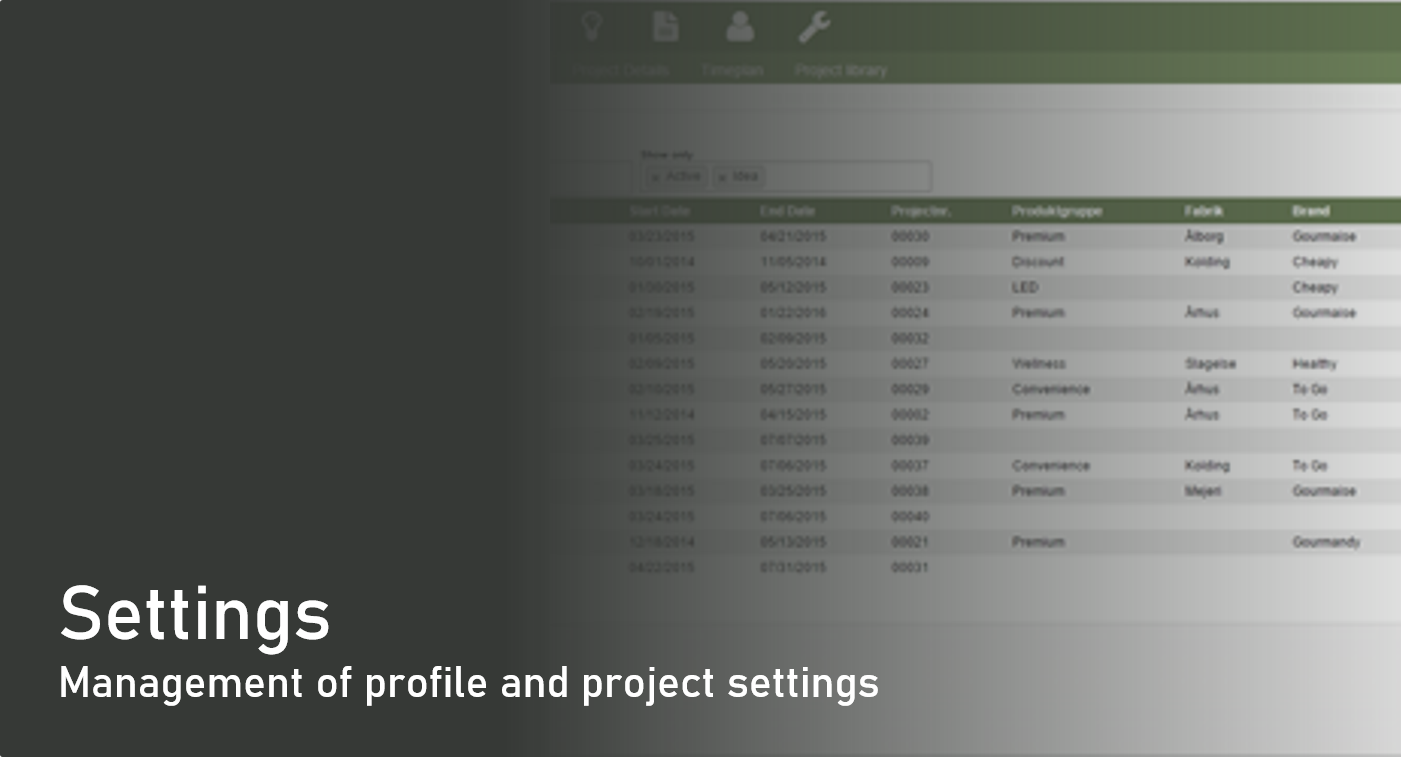 Project Details Timeplan Project library
Show only
× Active × Idea
Start Date End Date Projectnr. Produktgruppe Fabrik Brand
03/23/2015 04/21/2015 00030 Premium Ålborg Gourmaise
10/01/2014 11/05/2014 00009 Discount Kolding Cheapy
01/30/2015 05/12/2015 00023 LED Cheapy
02/19/2015 01/22/2016 00024 Premium Århus Gourmaise
01/05/2015 02/09/2015 00032
02/09/2015 05/20/2015 00027 Wellness Slagelse Healthy
02/10/2015 05/27/2015 00029 Convenience Århus To Go
11/12/2014 04/15/2015 00002 Premium Århus To Go
03/25/2015 07/07/2015 00039
03/24/2015 07/06/2015 00037 Convenience Kolding To Go
03/18/2015 03/25/2015 00038 Premium Mejeri Gourmaise
03/24/2015 07/06/2015 00040
12/18/2014 05/13/2015 00021 Premium Gourmandy
04/22/2015 07/31/2015 00031
Settings
Management of profile and project settings